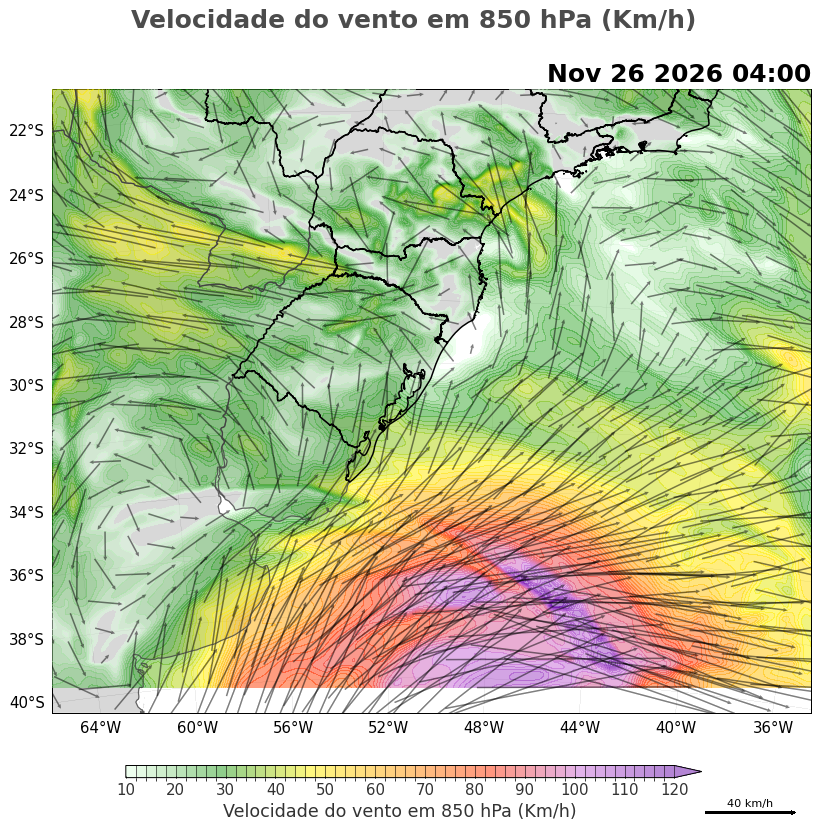 Velocidade do vento em 850 hPa (Km/h)
Nov 26 2026 04:00
22°S
24°S
26°S
28°S
30°S
32°S
34°S
36°S
38°S
40°S
64°W 60°W 56°W 52°W 48°W 44°W 40°W 36°W
10 20 30 40 50 60 70 80 90 100 110 120
Velocidade do vento em 850 hPa (Km/h)
40 km/h